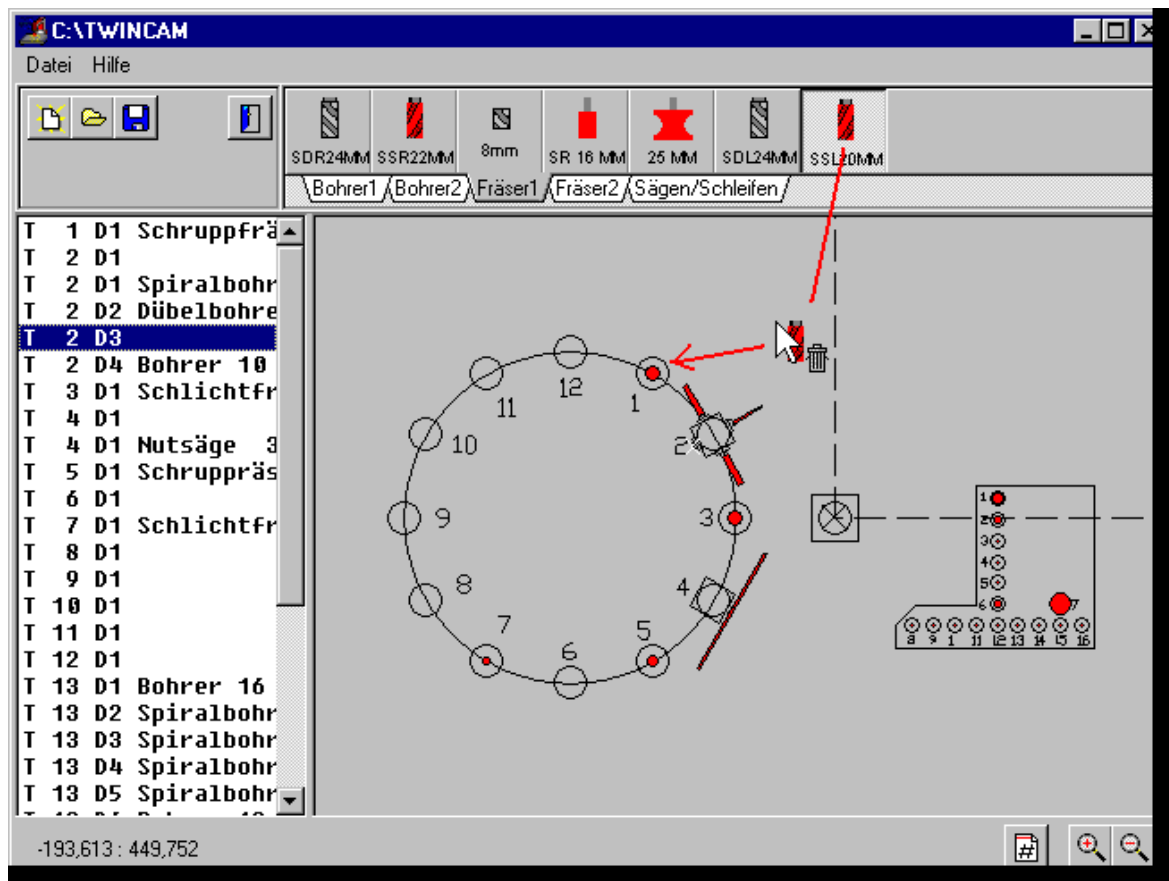 C:\TWINCAM
Datei Hilfe
SDR24MM SSR22MM 8mm SR 16 MM 25 MM SDL24MM SSL20MM
Bohrer1 Bohrer2 Fräser1 Fräser2 Sägen/Schleifen
T 1 D1 Schruppfrä
T 2 D1
T 2 D1 Spiralbohr
T 2 D2 Dübelbohre
T 2 D3
T 2 D4 Bohrer 10
T 3 D1 Schlichtfr
T 4 D1
T 4 D1 Nutsäge 3
T 5 D1 Schruppräs
T 6 D1
T 7 D1 Schlichtfr
T 8 D1
T 9 D1
T 10 D1
T 11 D1
T 12 D1
T 13 D1 Bohrer 16
T 13 D2 Spiralbohr
T 13 D3 Spiralbohr
T 13 D4 Spiralbohr
T 13 D5 Spiralbohr
12
1
11
2
10
3
9
4
8
5
7
6
1
2
3
4
5
6
7
8 9 1 11 12 13 14 15 16
-193,613 : 449,752
#